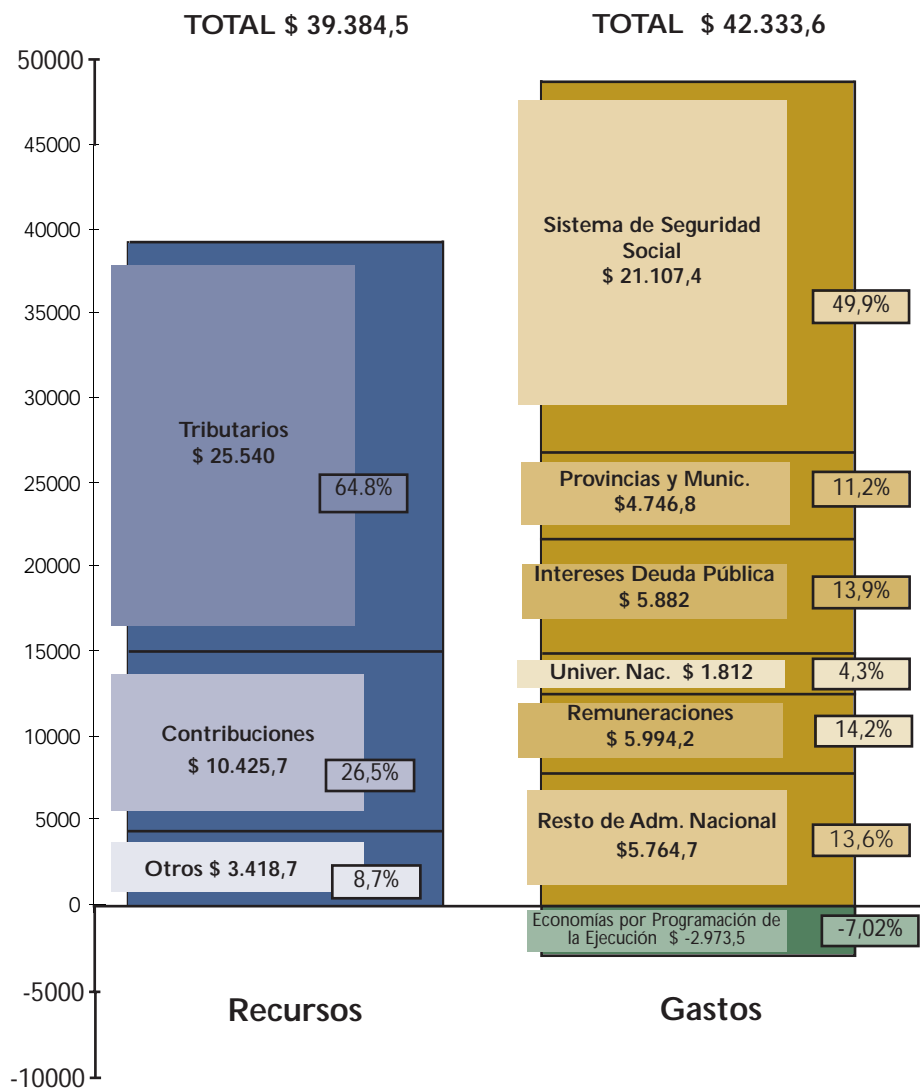 TOTAL $ 39.384,5
TOTAL $ 42.333,6
50000
45000
40000
35000
30000
25000
20000
15000
10000
5000
0
-5000
-10000
Tributarios
$ 25.540
64.8%
Contribuciones
$ 10.425,7
26,5%
Otros $ 3.418,7
8,7%
Sistema de Seguridad
Social
$ 21.107,4
49,9%
Provincias y Munic.
$4.746,8
11,2%
Intereses Deuda Pública
$ 5.882
13,9%
Univer. Nac. $ 1.812
4,3%
Remuneraciones
$ 5.994,2
14,2%
Resto de Adm. Nacional
$5.764,7
13,6%
Economías por Programación de
la Ejecución $ -2.973,5
-7,02%
Recursos
Gastos